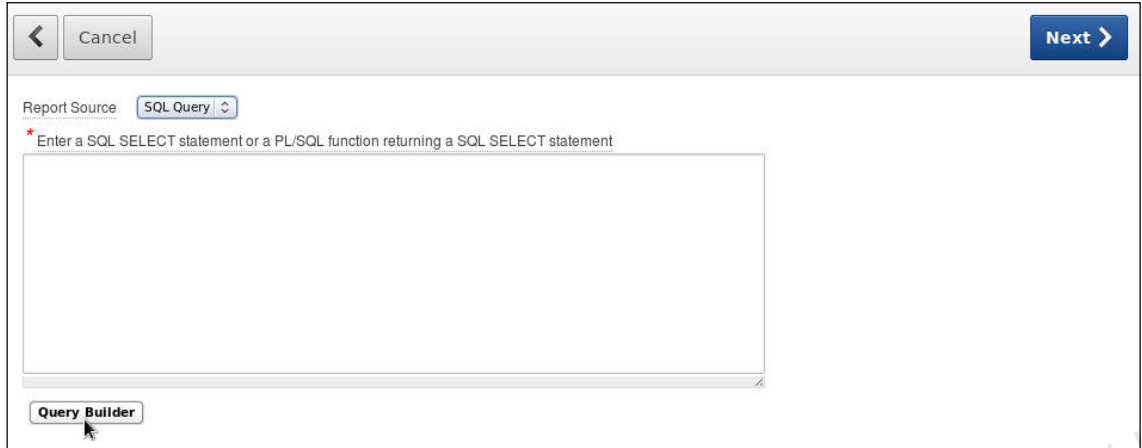 Cancel
Next
Report Source SQL Query
* Enter a SQL SELECT statement or a PL/SQL function returning a SQL SELECT statement
Query Builder